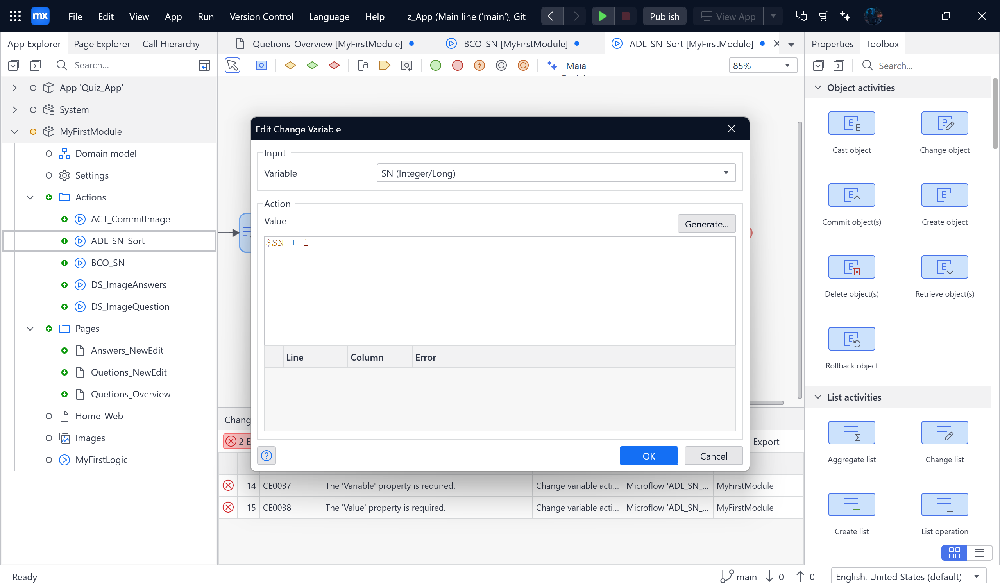 mx File Edit View App Run Version Control Language Help z_App (Main line ('main'), Git Publish View App
App Explorer Page Explorer Call Hierarchy
Search...
App 'Quiz_App'
System
MyFirstModule
Domain model
Settings
Actions
ACT_CommitImage
ADL_SN_Sort
BCO_SN
DS_ImageAnswers
DS_ImageQuestion
Pages
Answers_NewEdit
Quetions_NewEdit
Quetions_Overview
Home_Web
Images
MyFirstLogic
Quetions_Overview [MyFirstModule] BCO_SN [MyFirstModule] ADL_SN_Sort [MyFirstModule]
Maia
85%
Edit Change Variable
Input
Variable SN (Integer/Long)
Action
Value
Generate...
$SN + 1
Line Column Error
OK Cancel
Chang
2 E
Export
14 CE0037 The 'Variable' property is required. Change variable acti... Microflow 'ADL_SN_... MyFirstModule
15 CE0038 The 'Value' property is required. Change variable acti... Microflow 'ADL_SN_... MyFirstModule
Properties Toolbox
Search...
Object activities
Cast object Change object
Commit object(s) Create object
Delete object(s) Retrieve object(s)
Rollback object
List activities
Aggregate list Change list
Create list List operation
Ready main 0 0 English, United States (default)